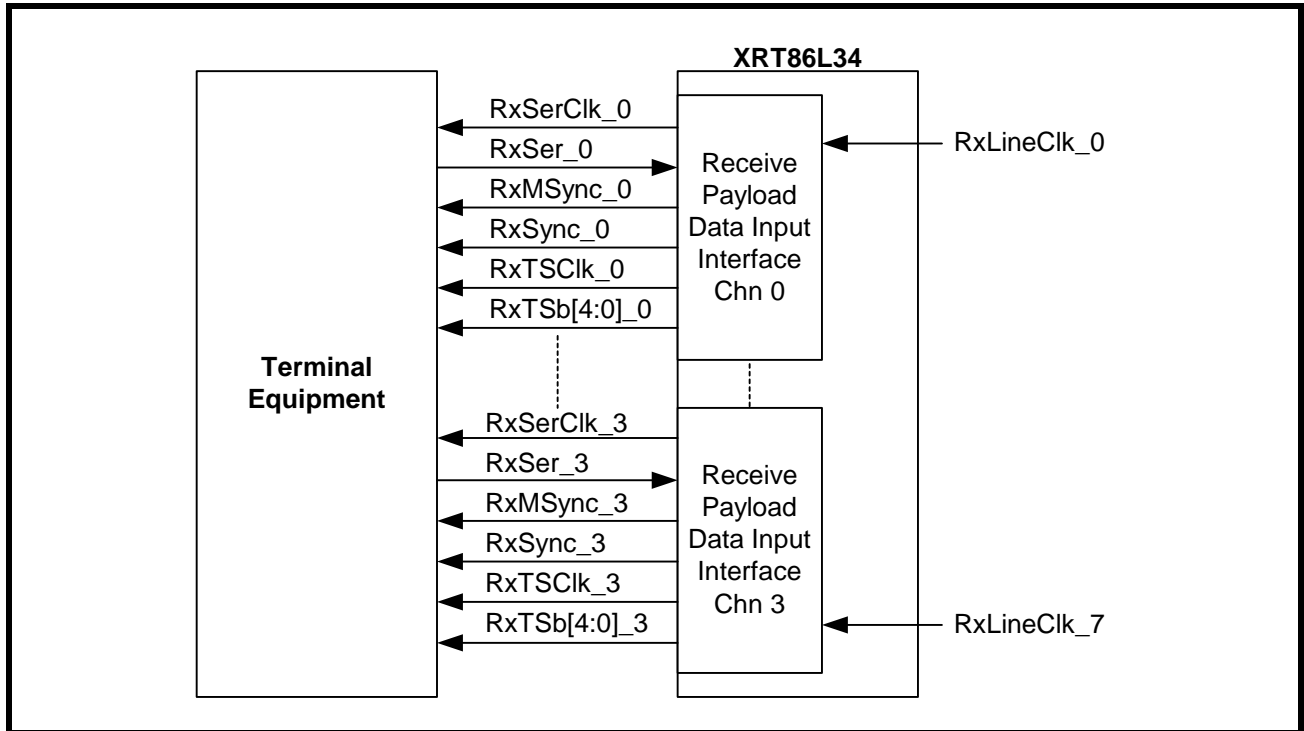 XRT86L34
RxSerClk_0
RxSer_0
RxMSync_0
RxSync_0
RxTSClk_0
RxTSb[4:0]_0
Receive
Payload
Data Input
Interface
Chn 0
RxLineClk_0
Terminal
Equipment
RxSerClk_3
RxSer_3
RxMSync_3
RxSync_3
RxTSClk_3
RxTSb[4:0]_3
Receive
Payload
Data Input
Interface
Chn 3
RxLineClk_7